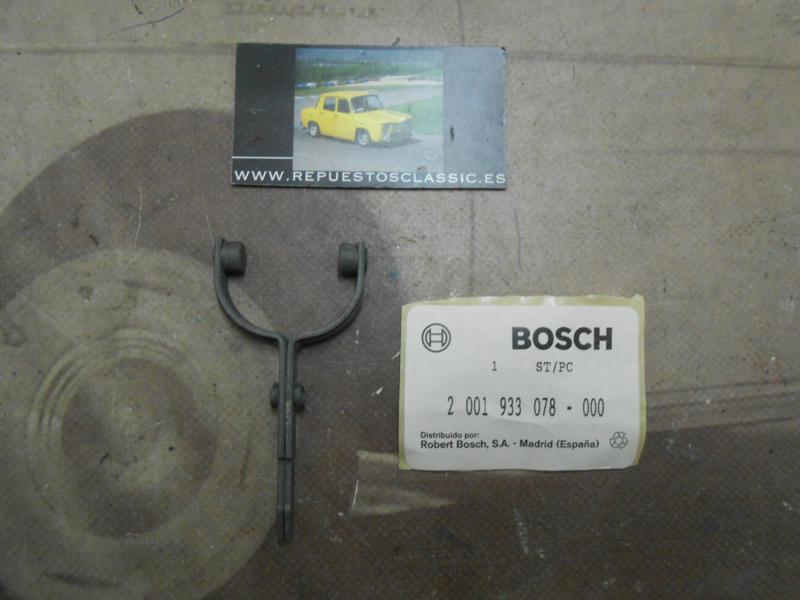 WWW.REPUESTOSCLASSIC.ES
BOSCH
1 ST/PC
2 001 933 078 - 000
Distribuido por:
Robert Bosch, S.A. - Madrid (España)